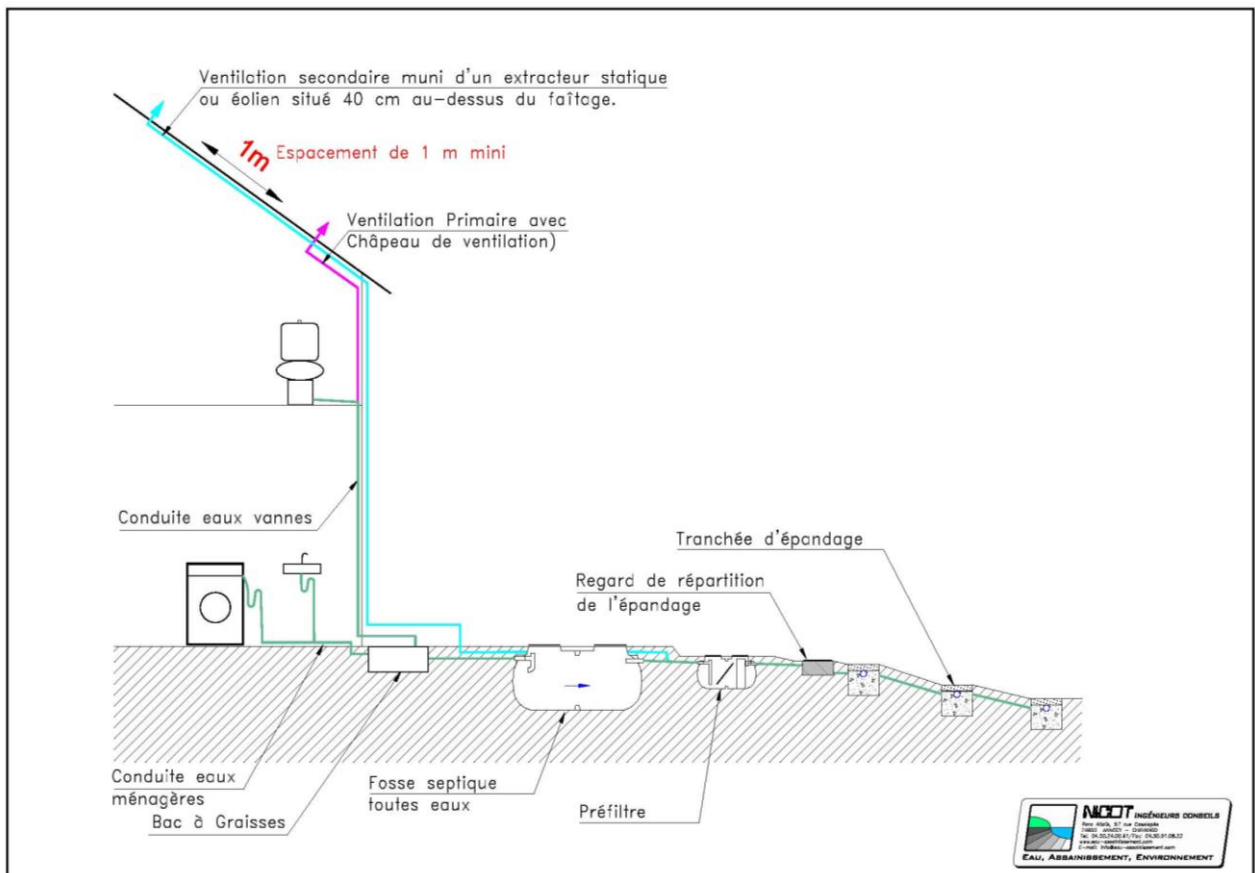 Ventilation secondaire muni d'un extracteur statique
ou éolien situé 40 cm au-dessus du faîtage.
1m
Espacement de 1 m mini
Ventilation Primaire avec
Châpeau de ventilation)
Conduite eaux vannes
Tranchée d'épandage
Regard de répartition
de l'épandage
Conduite eaux
ménagères
Bac à Graisses
Fosse septique
toutes eaux
Préfiltre
NICOT INGÉNIEURS CONSEILS
EAU, ASSAINISSEMENT, ENVIRONNEMENT